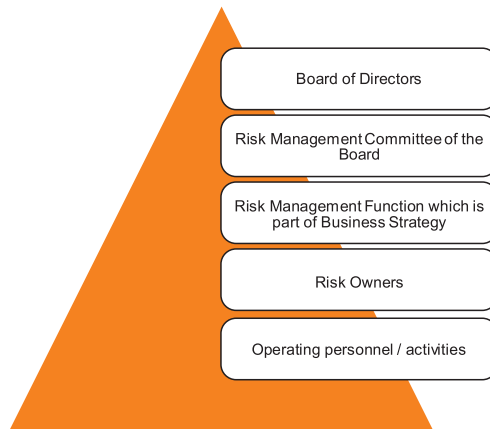 Board of Directors
Risk Management Committee of the
Board
Risk Management Function which is
part of Business Strategy
Risk Owners
Operating personnel / activities